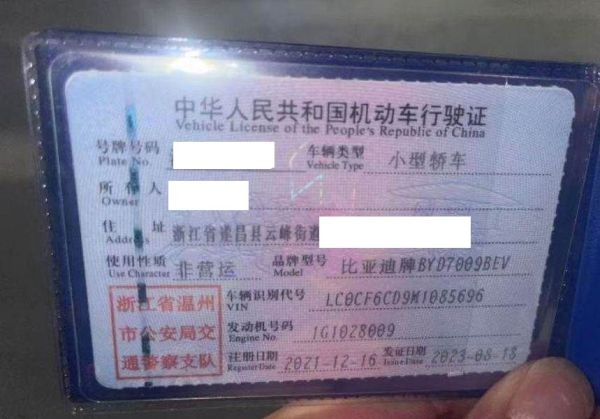 中华人民共和国机动车行驶证
Vehicle License of the People's Republic of China
号牌号码 车辆类型 小型轿车
Plate No. Vehicle Type
所有人
Owner
住址 浙江省遂昌县云峰街道
Address
使用性质 非营运 品牌型号 比亚迪牌BYD7009BEV
Use Character Model
浙江省温州 车辆识别代号 LC0CF6CD9M1085696
VIN
市公安局交 发动机号码 1G1028009
Engine No.
通警察支队 注册日期 2021-12-16 发证日期 2023-08-18
Register Date Issue Date